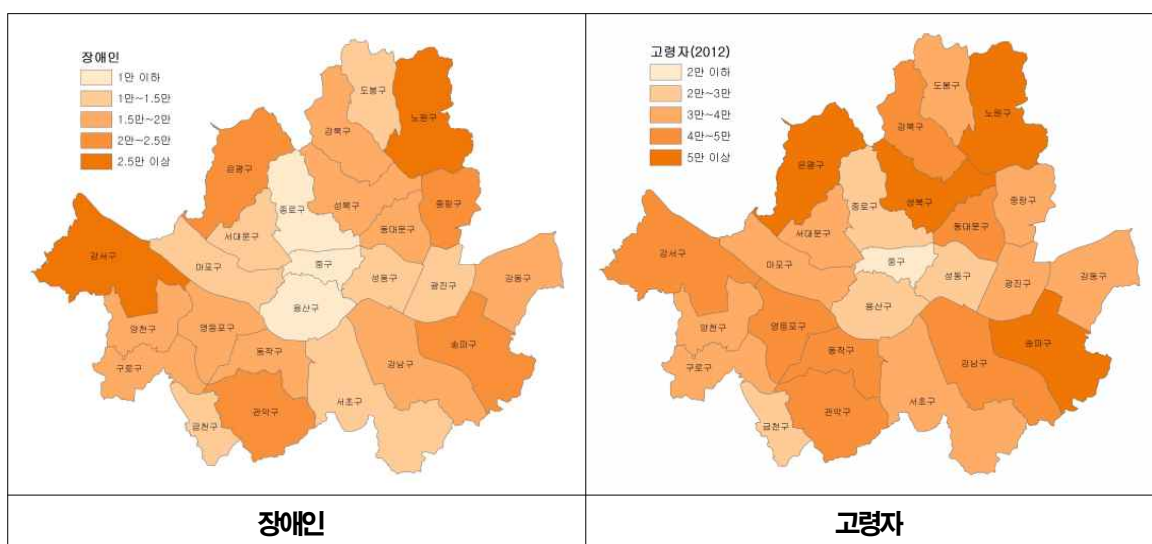 장애인
1만 이하
1만~1.5만
1.5만~2만
2만~2.5만
2.5만 이상
도봉구
노원구
강북구
은평구
종로구
성북구
중랑구
서대문구
동대문구
강서구
마포구
중구
성동구
광진구
강동구
용산구
양천구
영등포구
동작구
송파구
구로구
강남구
관악구
서초구
금천구
고령자(2012)
2만 이하
2만~3만
3만~4만
4만~5만
5만 이상
도봉구
노원구
강북구
은평구
종로구
성북구
중랑구
서대문구
동대문구
강서구
마포구
중구
성동구
광진구
강동구
용산구
양천구
영등포구
동작구
송파구
구로구
강남구
관악구
서초구
금천구
장애인
고령자